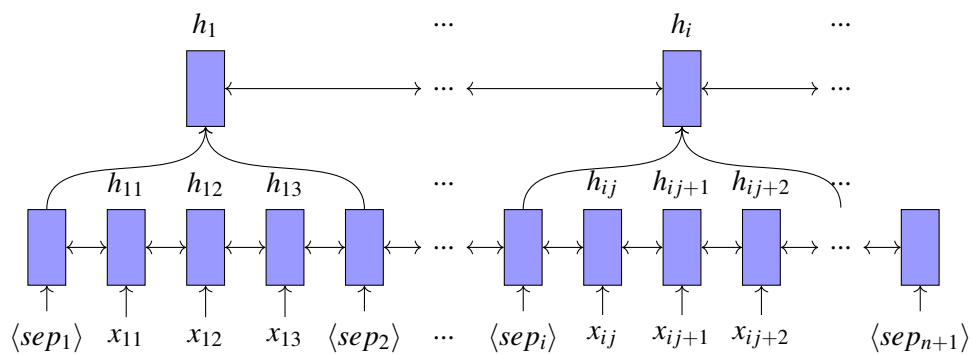 h₁ ... hᵢ ...
... ...
h₁₁ h₁₂ h₁₃ ... hᵢⱼ hᵢⱼ₊₁ hᵢⱼ₊₂ ...
... ...
⟨sep₁⟩ x₁₁ x₁₂ x₁₃ ⟨sep₂⟩ ... ⟨sepᵢ⟩ xᵢⱼ xᵢⱼ₊₁ xᵢⱼ₊₂ ⟨sepₙ₊₁⟩